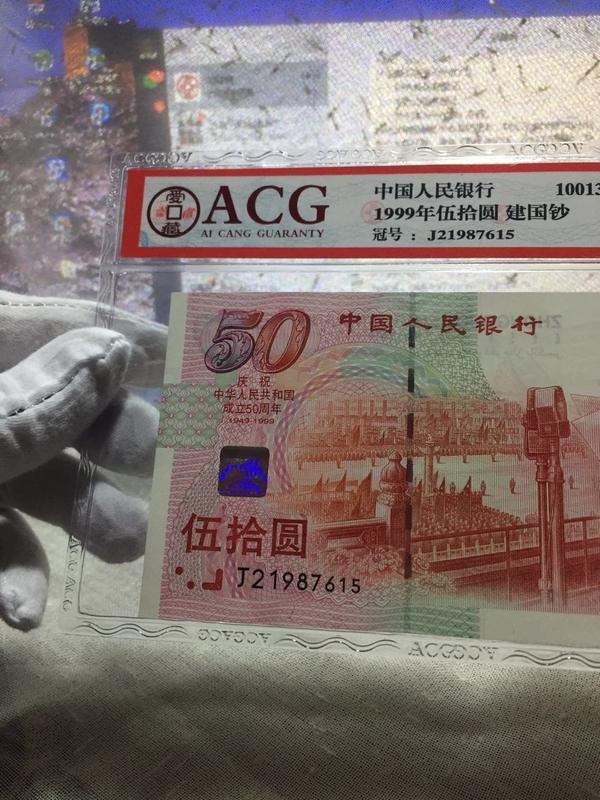 ACG
AI CANG GUARANTY
中国人民银行 10013
1999年伍拾圆 建国钞
冠号 : J21987615
50 中国人民银行
庆祝
中华人民共和国
成立50周年
1949-1999
伍拾圆
J21987615